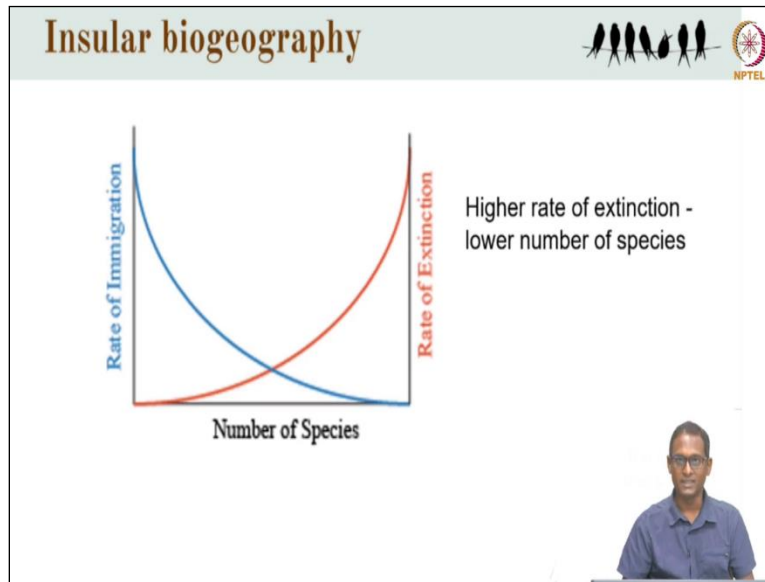 Insular biogeography
NPTEL
Rate of Immigration
Rate of Extinction
Higher rate of extinction -
lower number of species
Number of Species